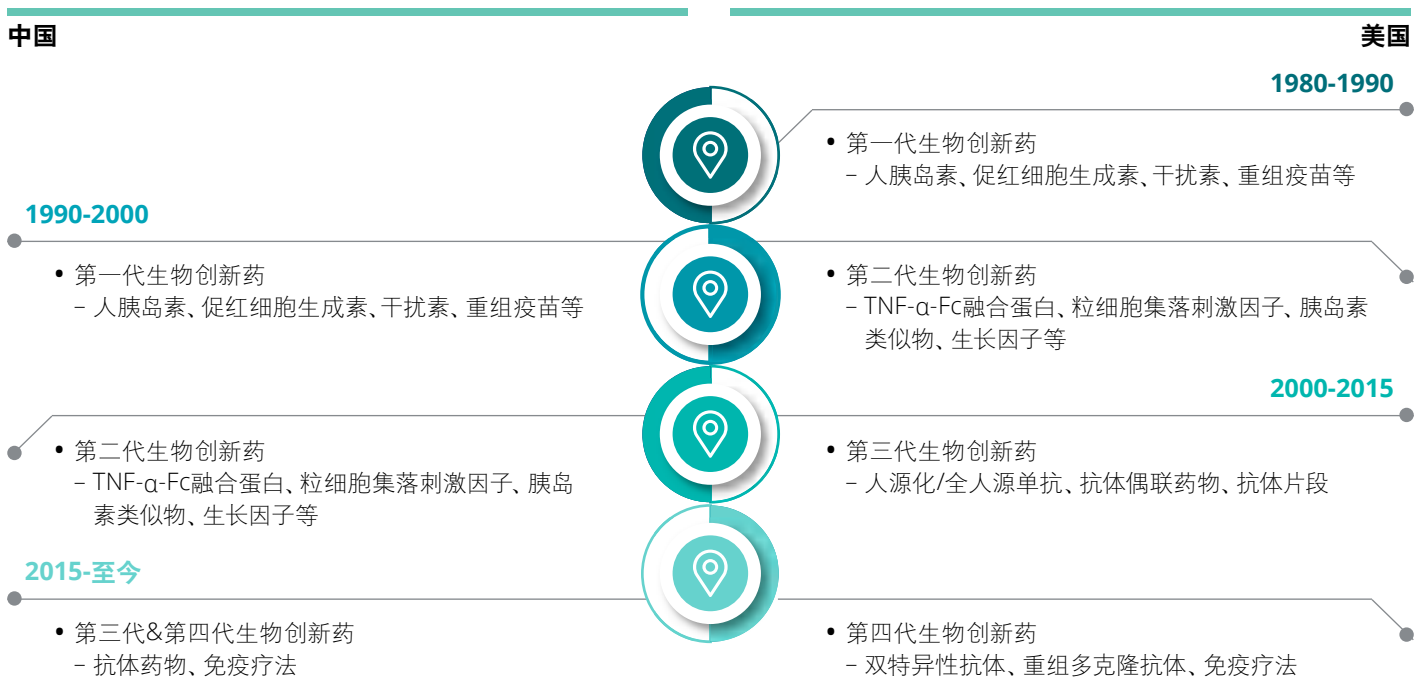 中国
美国
1980-1990
• 第一代生物创新药
– 人胰岛素、促红细胞生成素、干扰素、重组疫苗等
1990-2000
• 第一代生物创新药
– 人胰岛素、促红细胞生成素、干扰素、重组疫苗等
• 第二代生物创新药
– TNF-α-Fc融合蛋白、粒细胞集落刺激因子、胰岛素
类似物、生长因子等
2000-2015
• 第二代生物创新药
– TNF-α-Fc融合蛋白、粒细胞集落刺激因子、胰岛
素类似物、生长因子等
• 第三代生物创新药
– 人源化/全人源单抗、抗体偶联药物、抗体片段
2015-至今
• 第三代&第四代生物创新药
– 抗体药物、免疫疗法
• 第四代生物创新药
– 双特异性抗体、重组多克隆抗体、免疫疗法